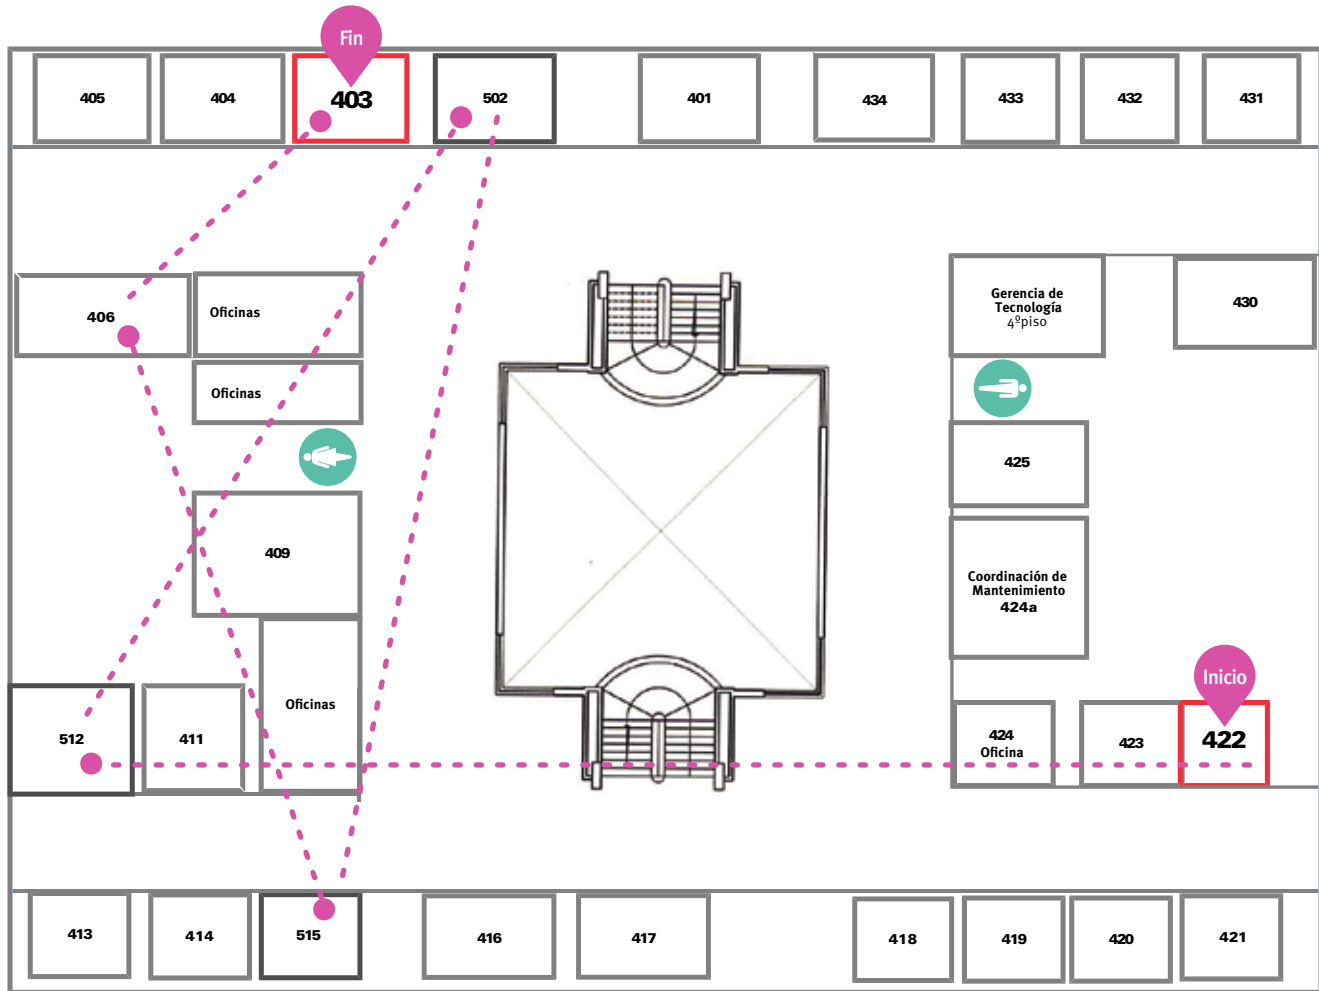 Fin
405
404
403
502
401
434
433
432
431
406
Oficinas
Gerencia de
Tecnología
4ºpiso
430
Oficinas
425
409
Coordinación de
Mantenimiento
424a
Inicio
512
411
Oficinas
424
Oficina
423
422
413
414
515
416
417
418
419
420
421